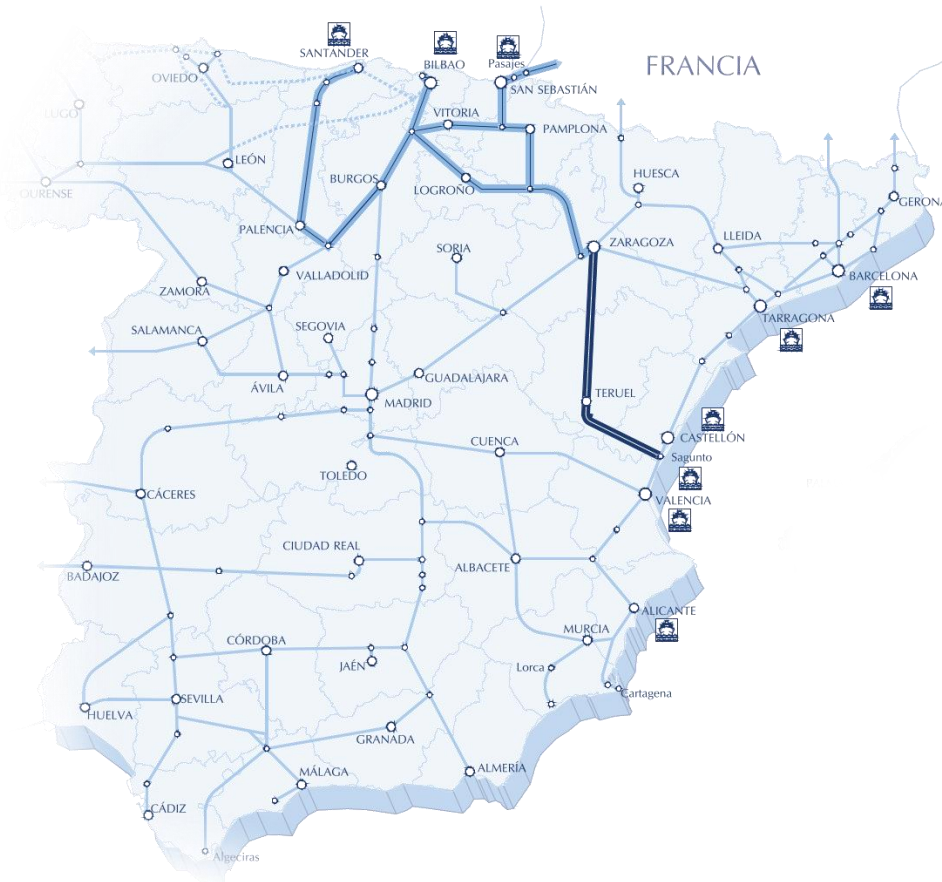 SANTANDER
BILBAO
Pasajes
FRANCIA
OVIEDO
SAN SEBASTIÁN
LUGO
VITORIA
PAMPLONA
LEÓN
OURENSE
BURGOS
LOGROÑO
HUESCA
GERONA
PALENCIA
SORIA
ZARAGOZA
LLEIDA
VALLADOLID
BARCELONA
ZAMORA
SALAMANCA
SEGOVIA
TARRAGONA
ÁVILA
GUADALAJARA
MADRID
TERUEL
CUENCA
CASTELLÓN
Sagunto
TOLEDO
CÁCERES
VALENCIA
CIUDAD REAL
ALBACETE
BADAJOZ
ALICANTE
MURCIA
CÓRDOBA
JAÉN
Lorca
SEVILLA
Cartagena
HUELVA
GRANADA
MÁLAGA
ALMERÍA
CÁDIZ
Algeciras